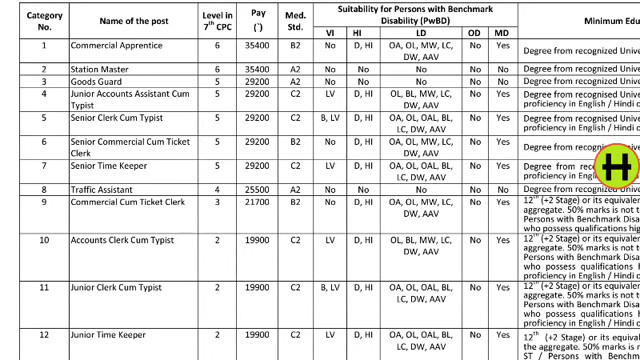 Category No. Name of the post Level in 7th CPC Pay (`) Med. Std. Suitability for Persons with Benchmark Disability (PwBD) Minimum Edu
VI HI LD OD MD
1 Commercial Apprentice 6 35400 B2 No D, HI OA, OL, MW, LC, DW, AAV No Yes Degree from recognized Unive
2 Station Master 6 35400 A2 No No No No No Degree from recognized Unive
3 Goods Guard 5 29200 A2 No No No No No Degree from recognized Unive
4 Junior Accounts Assistant Cum Typist 5 29200 C2 LV D, HI OL, BL, MW, LC, DW, AAV No Yes Degree from recognized Unive
proficiency in English / Hindi o
5 Senior Clerk Cum Typist 5 29200 C2 B, LV D, HI OA, OL, OAL, BL, LC, DW, AAV No Yes Degree from recognized Unive
proficiency in English / Hindi o
6 Senior Commercial Cum Ticket Clerk 5 29200 B2 No D, HI OA, OL, MW, LC, DW, AAV No Yes Degree from
7 Senior Time Keeper 5 29200 C2 LV D, HI OA, OL, OAL, BL, LC, DW, AAV No Yes Degree from
proficiency in
H
8 Traffic Assistant 4 25500 A2 No No No No No Degree from recognized Unive
9 Commercial Cum Ticket Clerk 3 21700 B2 No D, HI OA, OL, MW, LC, DW, AAV No Yes 12th (+2 Stage) or its equivalen
aggregate. 50% marks is not t
Persons with Benchmark Disa
who possess qualifications hig
10 Accounts Clerk Cum Typist 2 19900 C2 LV D, HI OL, BL, MW, LC, DW, AAV No Yes 12th (+2 Stage) or its equivalen
aggregate. 50% marks is not t
Persons with Benchmark Disa
who possess qualifications h
proficiency in English / Hindi o
11 Junior Clerk Cum Typist 2 19900 C2 B, LV D, HI OA, OL, OAL, BL, LC, DW, AAV No Yes 12th (+2 Stage) or its equivalen
aggregate. 50% marks is not t
Persons with Benchmark Disa
who possess qualifications h
proficiency in English / Hindi o
12 Junior Time Keeper 2 19900 C2 LV D, HI OA, OL, OAL, BL, LC, DW, AAV No Yes 12th (+2 Stage) or its equ
the aggregate. 50% marks is n
ST / Persons with Bench